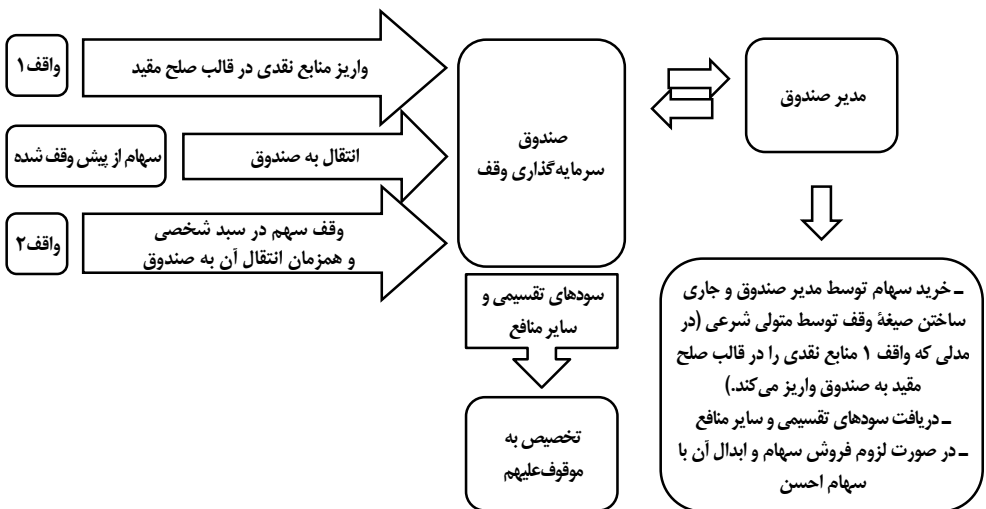 واقف۱
واریز منابع نقدی در قالب صلح مقید
سهام از پیش وقف شده
انتقال به صندوق
واقف۲
وقف سهم در سبد شخصی
و همزمان انتقال آن به صندوق
صندوق
سرمایه‌گذاری وقف
مدیر صندوق
سودهای تقسیمی و
سایر منافع
تخصیص به
موقوف‌علیهم
ـ خرید سهام توسط مدیر صندوق و جاری
ساختن صیغهٔ وقف توسط متولی شرعی (در
مدلی که واقف ۱ منابع نقدی را در قالب صلح
مقید به صندوق واریز می‌کند.)
ـ دریافت سودهای تقسیمی و سایر منافع
ـ در صورت لزوم فروش سهام و ابدال آن با
سهام احسن